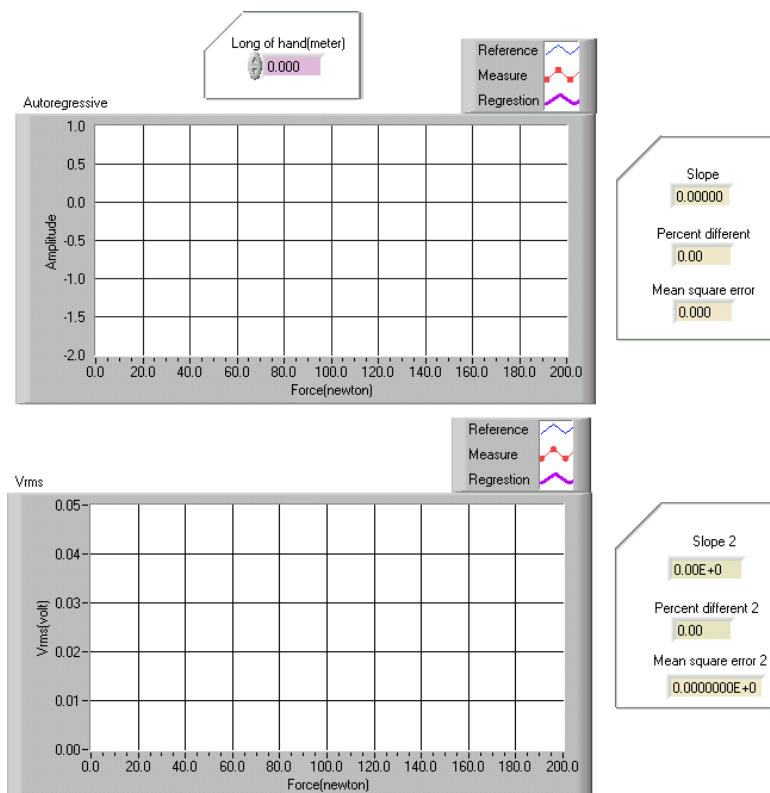 Long of hand(meter)
0.000
Reference
Measure
Regrestion
Autoregressive
1.0
0.5
0.0
-0.5
-1.0
-1.5
-2.0
Amplitude
0.0 20.0 40.0 60.0 80.0 100.0 120.0 140.0 160.0 180.0 200.0
Force(newton)
Slope
0.00000
Percent different
0.00
Mean square error
0.000
Reference
Measure
Regrestion
Vrms
0.05
0.04
0.03
0.02
0.01
0.00
Vrms(volt)
0.0 20.0 40.0 60.0 80.0 100.0 120.0 140.0 160.0 180.0 200.0
Force(newton)
Slope 2
0.00E+0
Percent different 2
0.00
Mean square error 2
0.0000000E+0